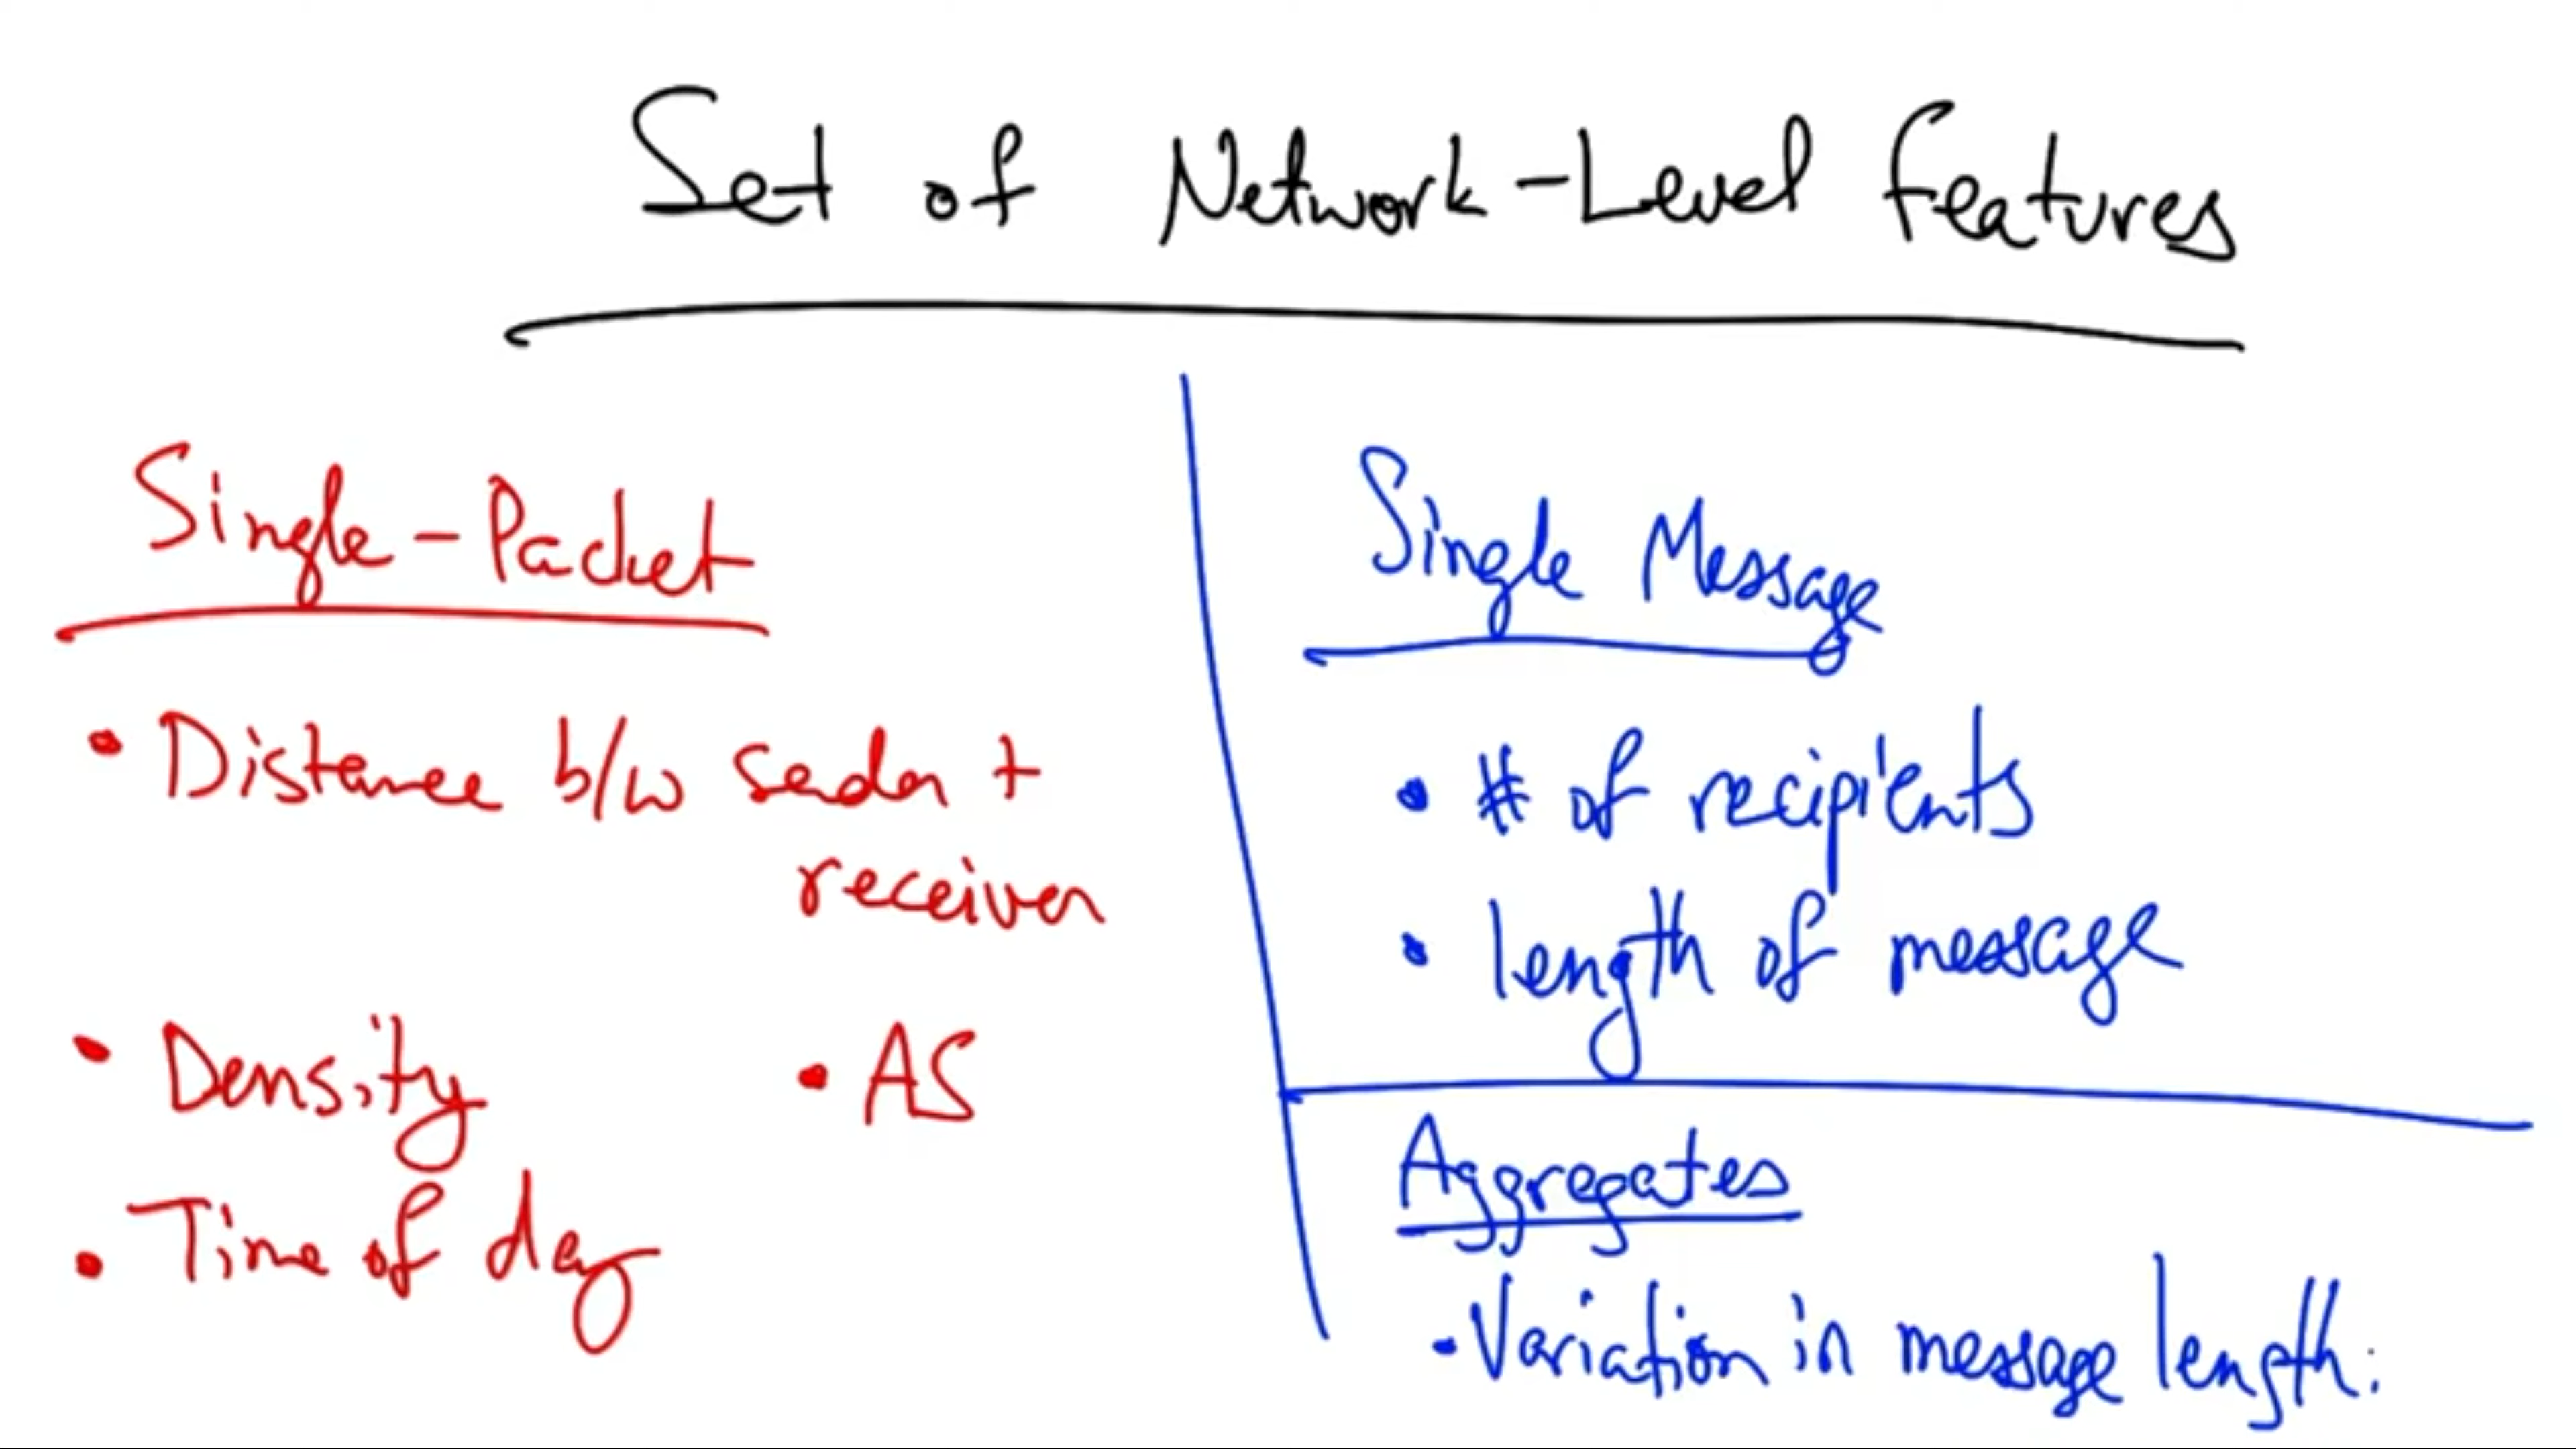 Set of Network-Level Features
Single-Packet
• Distance b/w sender +
receiver
• Density
• AS
• Time of day
Single Message
• # of recipients
• length of message
Aggregates
• Variation in message length.